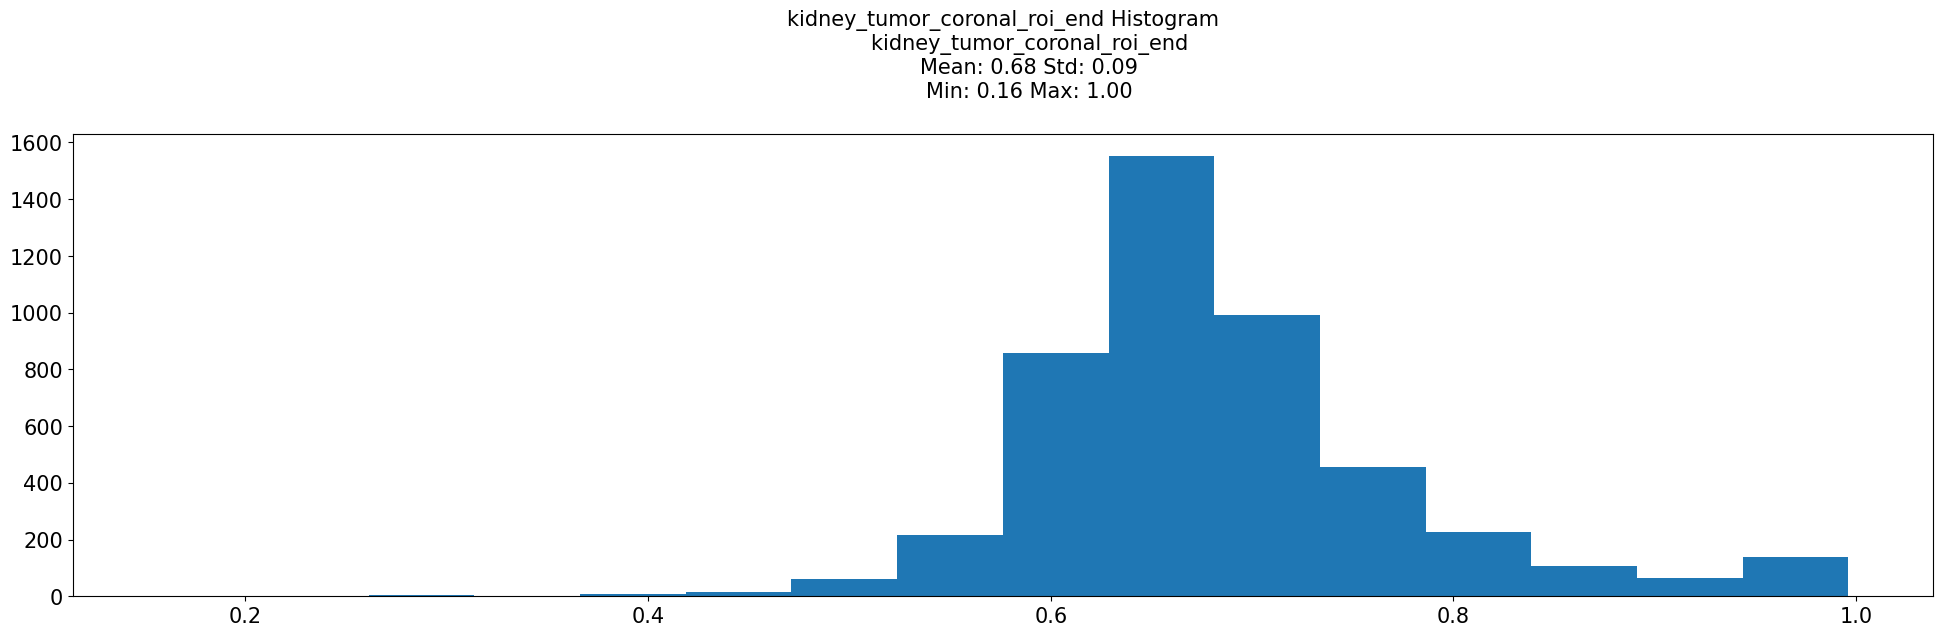 kidney_tumor_coronal_roi_end Histogram
kidney_tumor_coronal_roi_end
Mean: 0.68 Std: 0.09
Min: 0.16 Max: 1.00
1600
1400
1200
1000
800
600
400
200
0
0.2 0.4 0.6 0.8 1.0